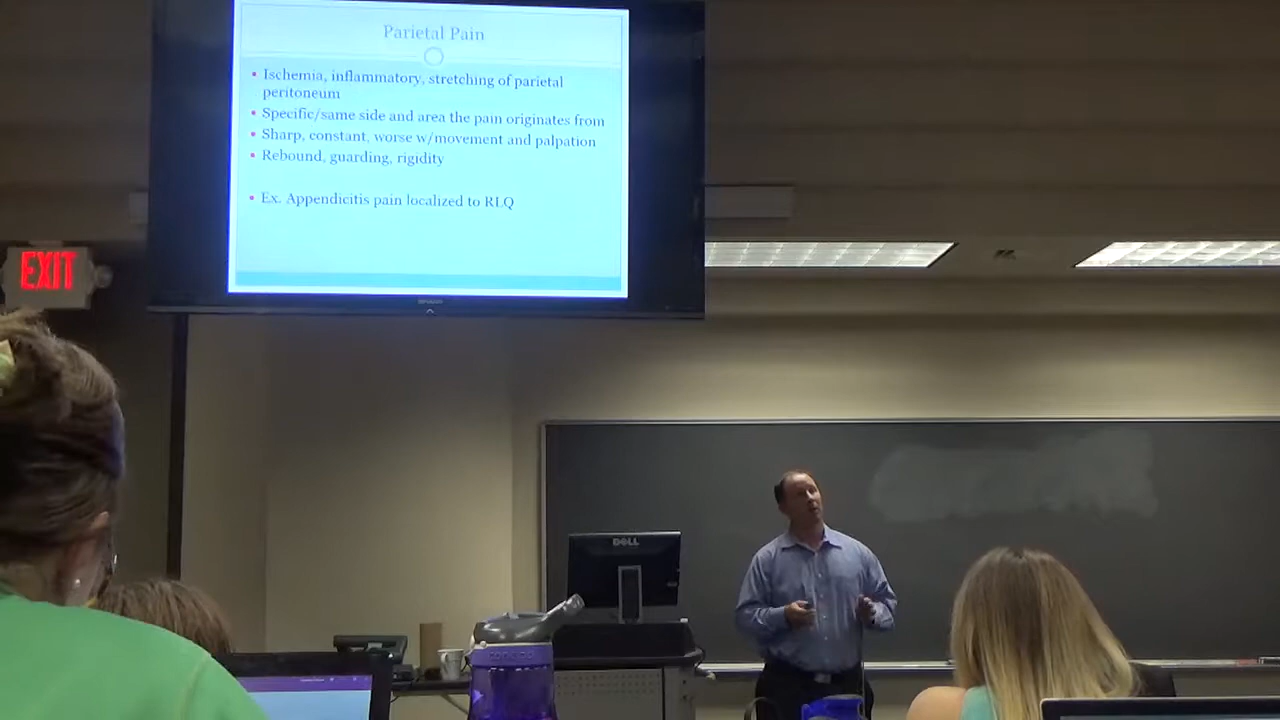 Parietal Pain
• Ischemia, inflammatory, stretching of parietal
peritoneum
• Specific/same side and area the pain originates from
• Sharp, constant, worse w/movement and palpation
• Rebound, guarding, rigidity
• Ex. Appendicitis pain localized to RLQ
EXIT
DELL